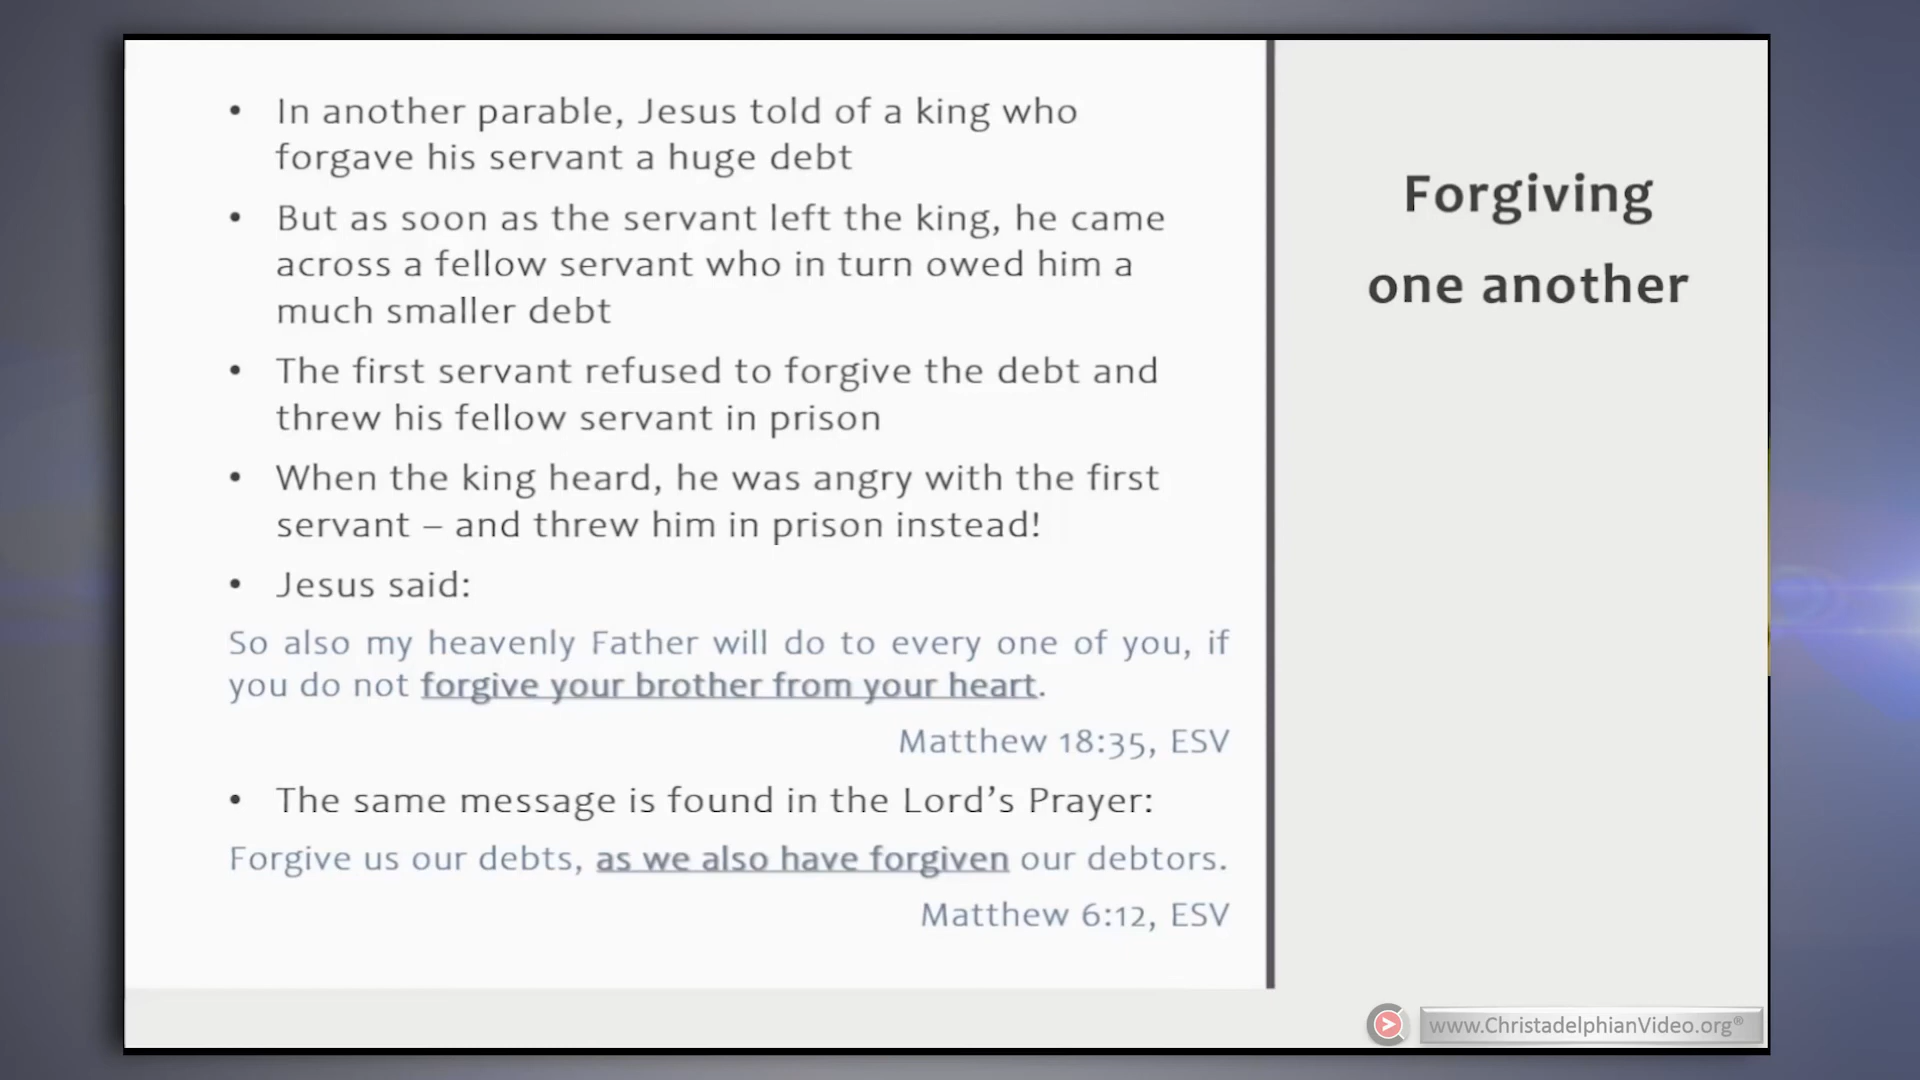 • In another parable, Jesus told of a king who
forgave his servant a huge debt
• But as soon as the servant left the king, he came
across a fellow servant who in turn owed him a
much smaller debt
• The first servant refused to forgive the debt and
threw his fellow servant in prison
• When the king heard, he was angry with the first
servant – and threw him in prison instead!
• Jesus said:
So also my heavenly Father will do to every one of you, if
you do not forgive your brother from your heart.
Matthew 18:35, ESV
• The same message is found in the Lord’s Prayer:
Forgive us our debts, as we also have forgiven our debtors.
Matthew 6:12, ESV
Forgiving
one another
www.ChristadelphianVideo.org®